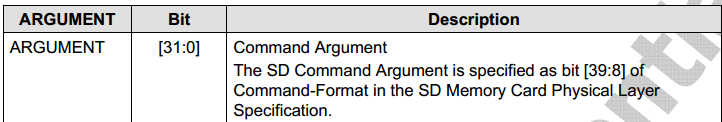 ARGUMENT Bit Description
ARGUMENT [31:0] Command Argument
The SD Command Argument is specified as bit [39:8] of
Command-Format in the SD Memory Card Physical Layer
Specification.